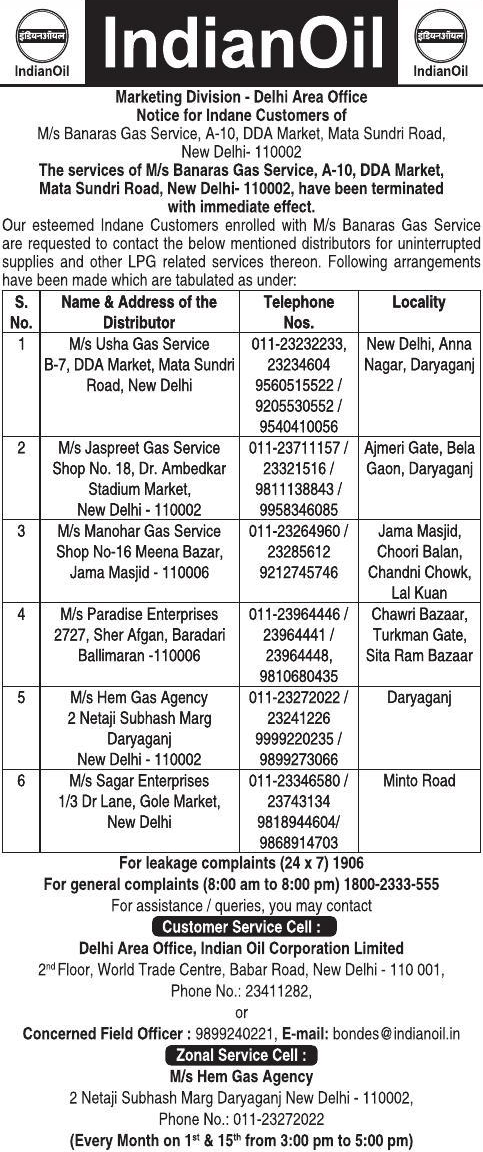 इंडियनऑयल
IndianOil
IndianOil
इंडियनऑयल
IndianOil
Marketing Division - Delhi Area Office
Notice for Indane Customers of
M/s Banaras Gas Service, A-10, DDA Market, Mata Sundri Road,
New Delhi- 110002
The services of M/s Banaras Gas Service, A-10, DDA Market,
Mata Sundri Road, New Delhi- 110002, have been terminated
with immediate effect.
Our esteemed Indane Customers enrolled with M/s Banaras Gas Service
are requested to contact the below mentioned distributors for uninterrupted
supplies and other LPG related services thereon. Following arrangements
have been made which are tabulated as under:
S. No. Name & Address of the Distributor Telephone Nos. Locality
1 M/s Usha Gas Service 011-23232233, New Delhi, Anna
B-7, DDA Market, Mata Sundri 23234604 Nagar, Daryaganj
Road, New Delhi 9560515522 /
9205530552 /
9540410056
2 M/s Jaspreet Gas Service 011-23711157 / Ajmeri Gate, Bela
Shop No. 18, Dr. Ambedkar 23321516 / Gaon, Daryaganj
Stadium Market, 9811138843 /
New Delhi - 110002 9958346085
3 M/s Manohar Gas Service 011-23264960 / Jama Masjid,
Shop No-16 Meena Bazar, 23285612 Choori Balan,
Jama Masjid - 110006 9212745746 Chandni Chowk,
Lal Kuan
4 M/s Paradise Enterprises 011-23964446 / Chawri Bazaar,
2727, Sher Afgan, Baradari 23964441 / Turkman Gate,
Ballimaran -110006 23964448, Sita Ram Bazaar
9810680435
5 M/s Hem Gas Agency 011-23272022 / Daryaganj
2 Netaji Subhash Marg 23241226
Daryaganj 9999220235 /
New Delhi - 110002 9899273066
6 M/s Sagar Enterprises 011-23346580 / Minto Road
1/3 Dr Lane, Gole Market, 23743134
New Delhi 9818944604/
9868914703
For leakage complaints (24 x 7) 1906
For general complaints (8:00 am to 8:00 pm) 1800-2333-555
For assistance / queries, you may contact
Customer Service Cell :
Delhi Area Office, Indian Oil Corporation Limited
2nd Floor, World Trade Centre, Babar Road, New Delhi - 110 001,
Phone No.: 23411282,
or
Concerned Field Officer : 9899240221, E-mail: bondes@indianoil.in
Zonal Service Cell :
M/s Hem Gas Agency
2 Netaji Subhash Marg Daryaganj New Delhi - 110002,
Phone No.: 011-23272022
(Every Month on 1st & 15th from 3:00 pm to 5:00 pm)